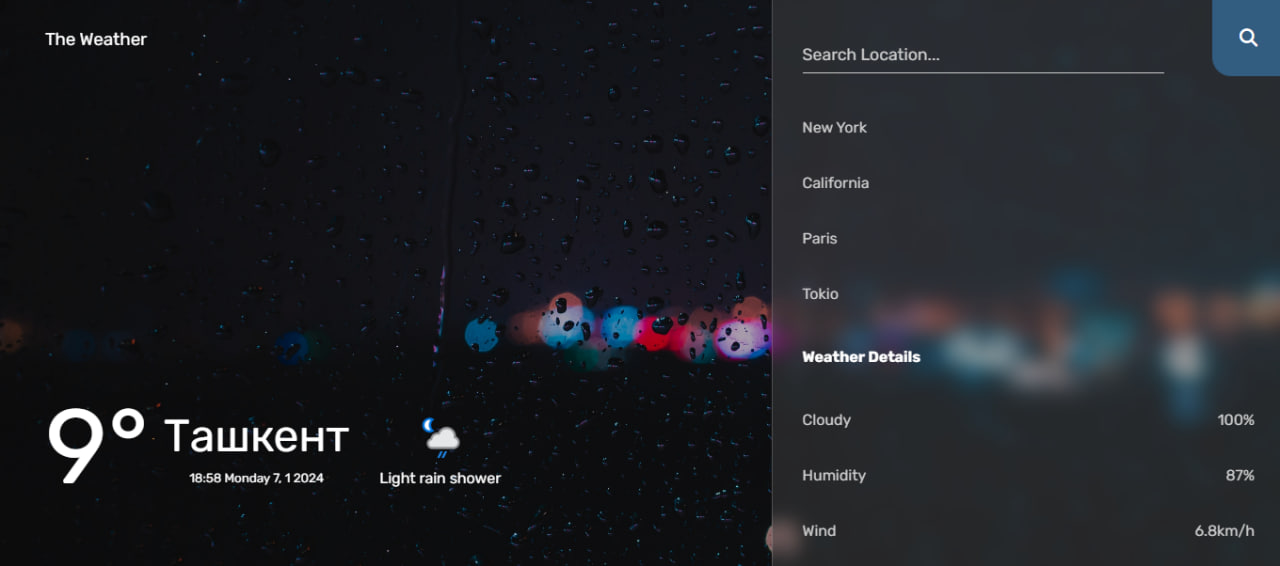 The Weather
9° Ташкент
18:58 Monday 7, 1 2024
Light rain shower
Search Location...
New York
California
Paris
Tokio
Weather Details
Cloudy 100%
Humidity 87%
Wind 6.8km/h